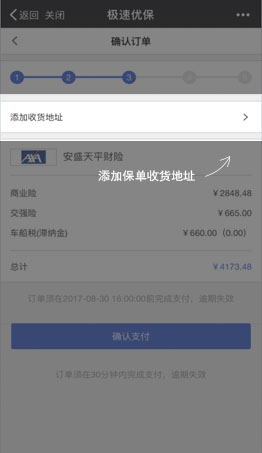 返回 关闭 极速优保
确认订单
1 2 3
添加收货地址
AXA 安盛天平财险
添加保单收货地址
商业险 ￥2848.48
交强险 ￥665.00
车船税(滞纳金) ￥660.00（0.00）
总计 ￥4173.48
订单须在2017-08-30 16:00:00前完成支付，逾期失效
确认支付
订单须在30分钟内完成支付，逾期失效